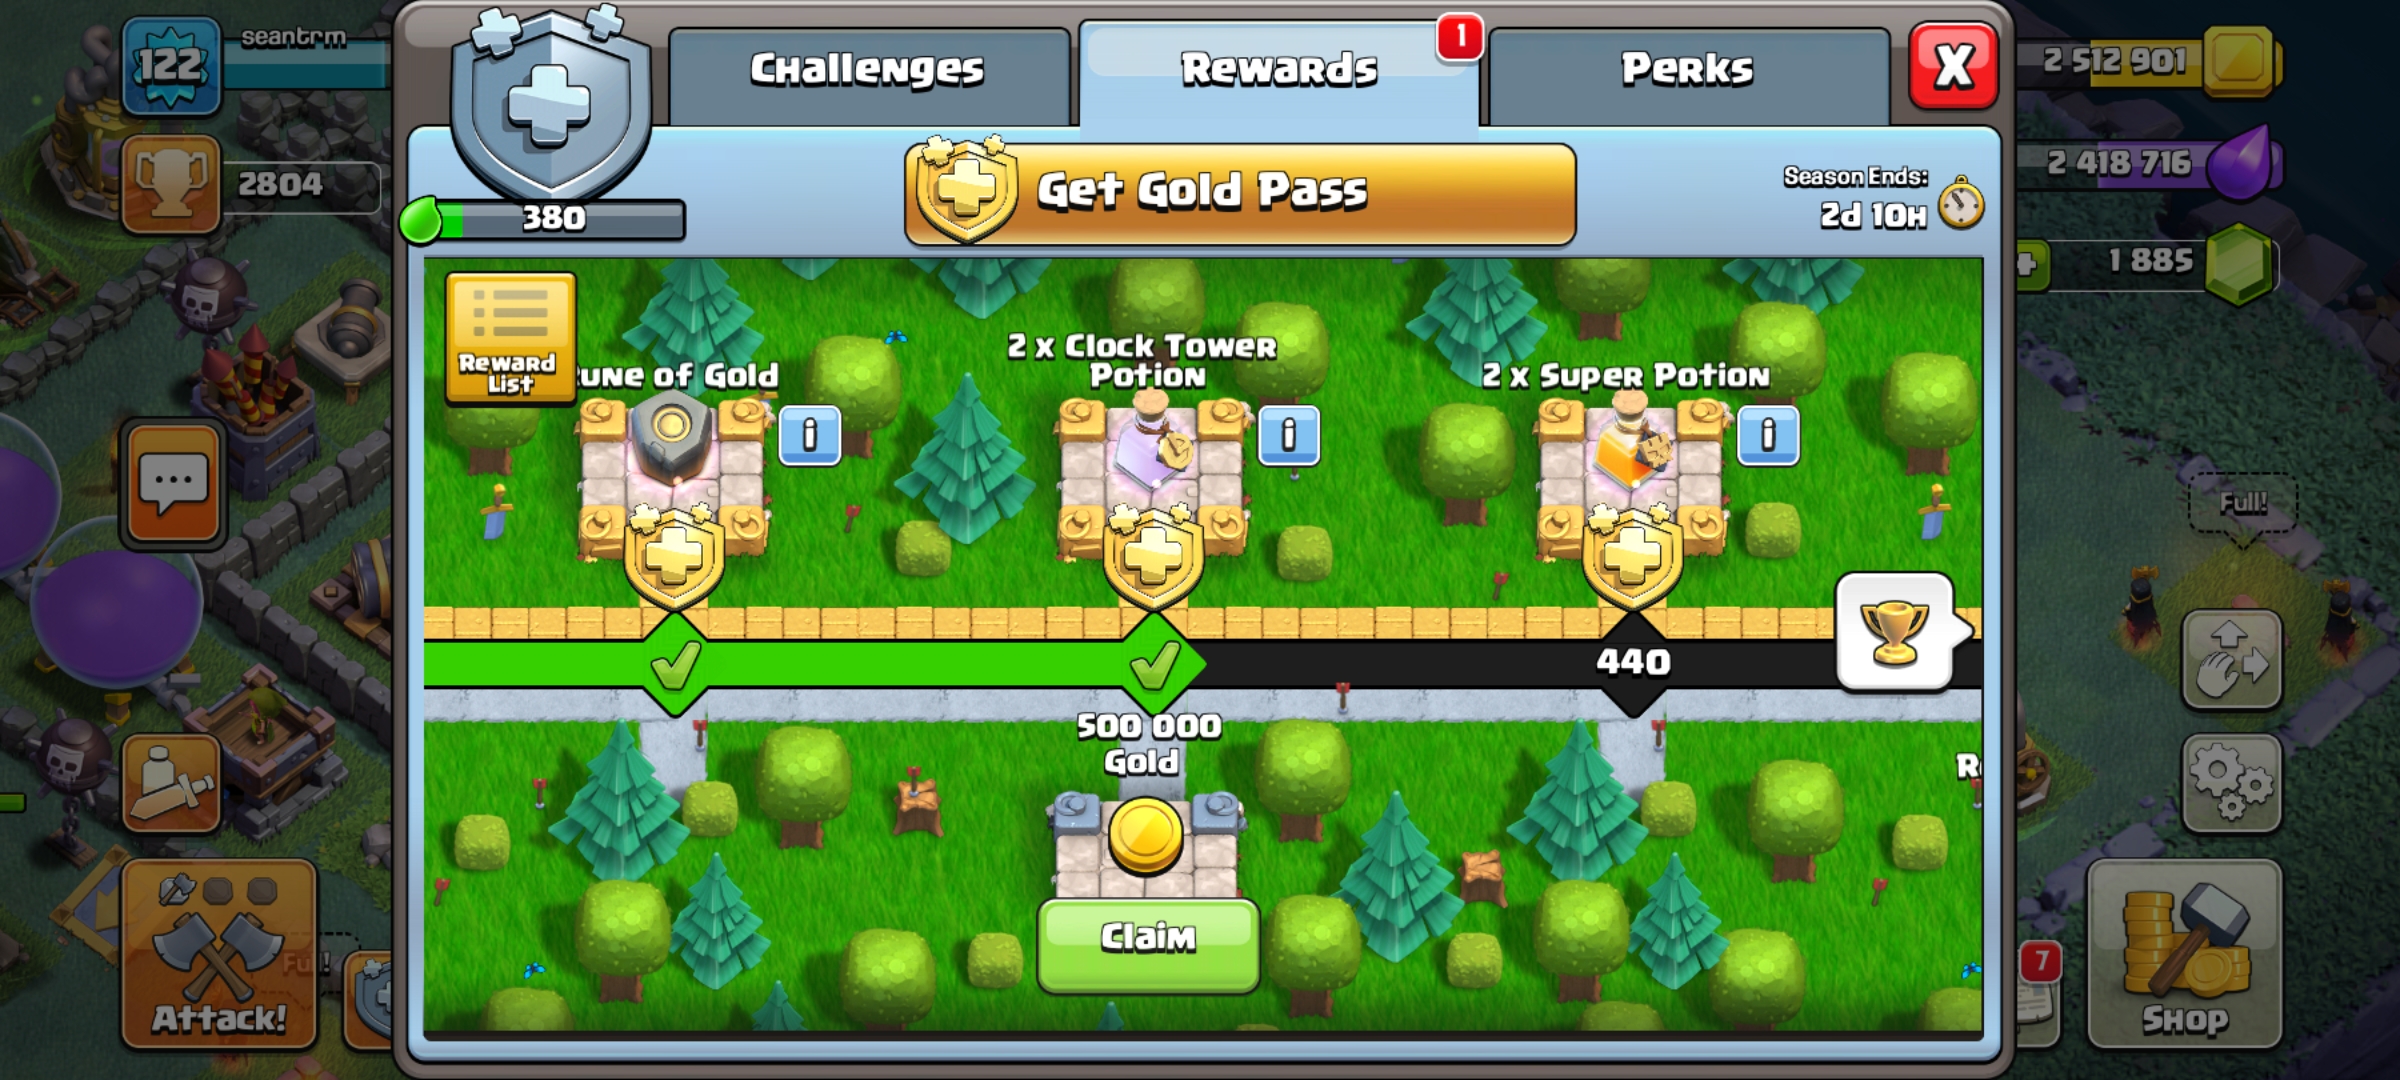 122
seantrm
2804
Challenges
Rewards
1
Perks
X
2 512 901
2 418 716
1 885
380
Get Gold Pass
Season Ends:
2d 10h
Reward
List
Rune of Gold
2 x Clock Tower
Potion
2 x Super Potion
i
i
i
Full!
440
500 000
Gold
Claim
Full!
Attack!
7
Shop